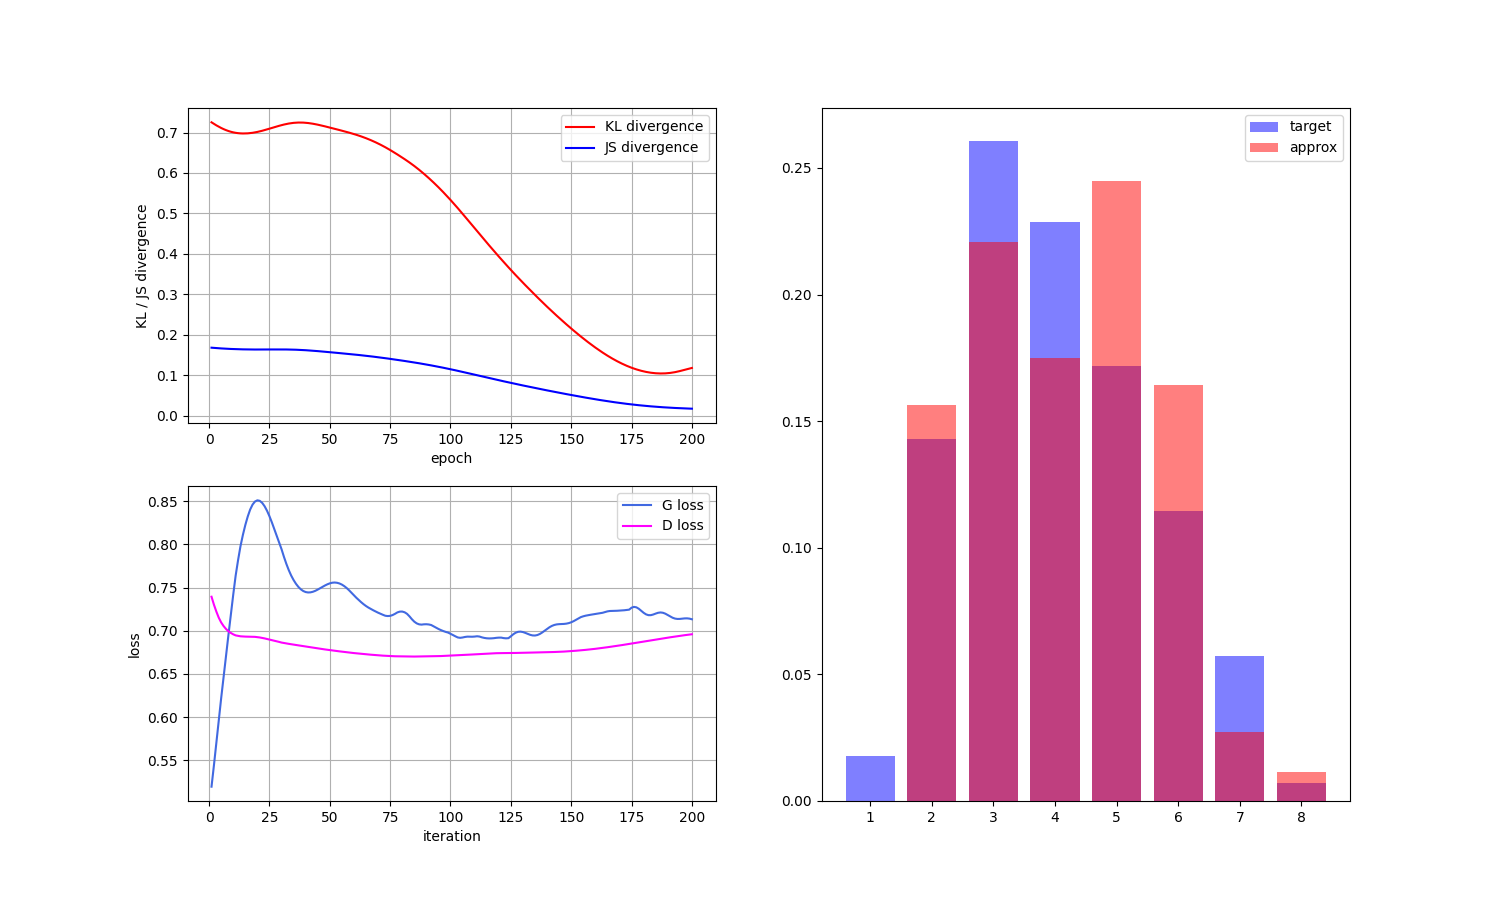 0.7
0.6
0.5
0.4
0.3
0.2
0.1
0.0
KL / JS divergence
KL divergence
JS divergence
0 25 50 75 100 125 150 175 200
epoch
0.85
0.80
0.75
0.70
0.65
0.60
0.55
loss
G loss
D loss
0 25 50 75 100 125 150 175 200
iteration
0.25
0.20
0.15
0.10
0.05
0.00
target
approx
1 2 3 4 5 6 7 8